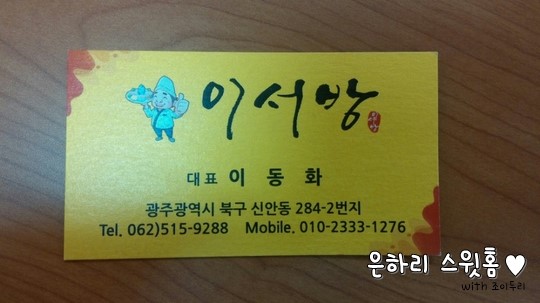 이서방
대표 이동화
광주광역시 북구 신안동 284-2번지
Tel. 062)515-9288 Mobile. 010-2333-1276
은하리 스윗홈♥
with 조이두리